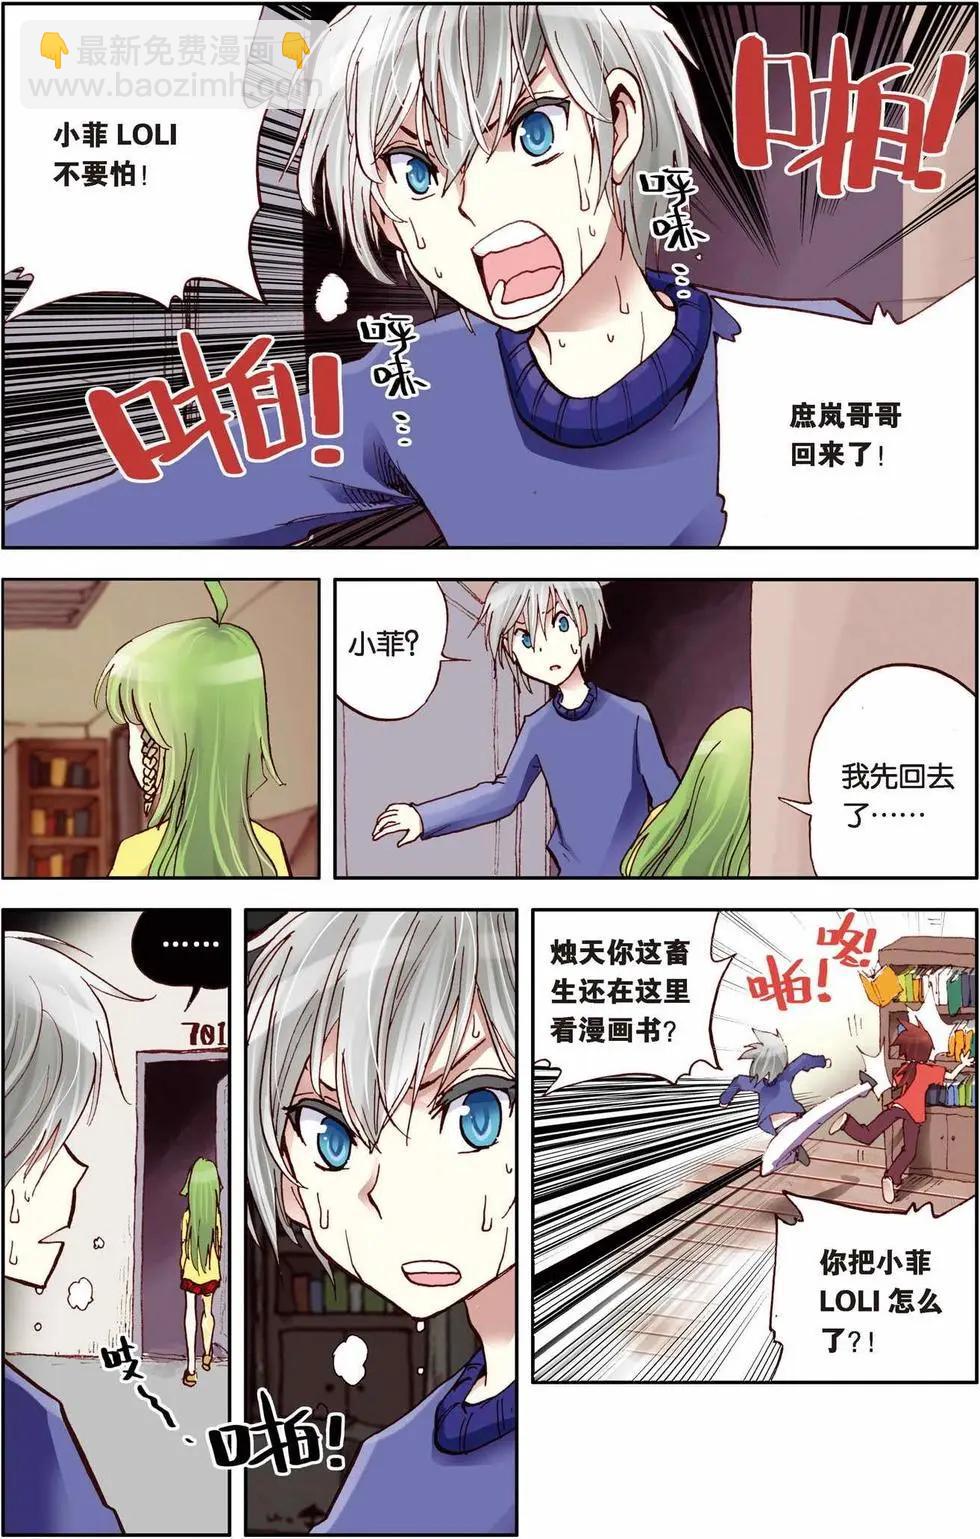 最新免费漫画
www.baozimh.com
小菲 LOLI
不要怕！
啪！
呼
咻
…
啪！
呼
咻
…
庶岚哥哥
回来了！
小菲？
我先回去
了……
……
701
吱～
啪！
烛天你这畜
生还在这里
看漫画书？
啪！
咚！
你把小菲
LOLI 怎么
了？！